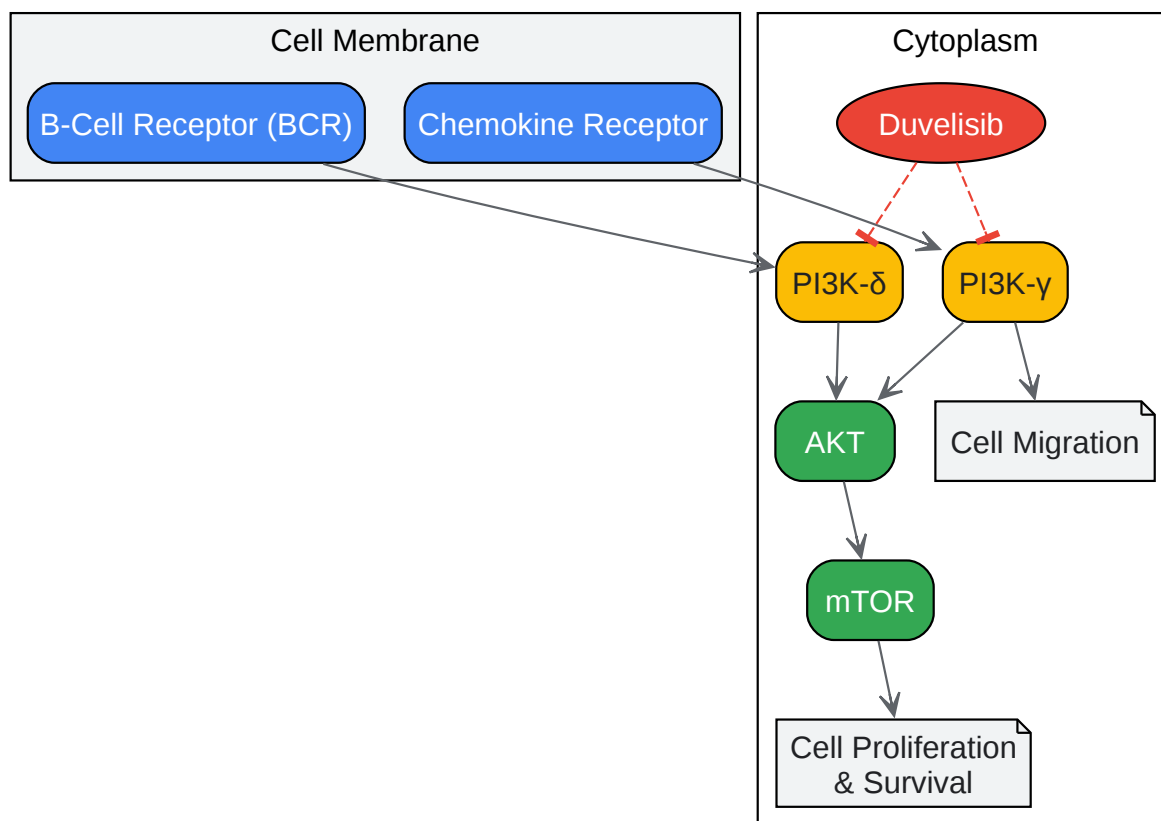 Cell Membrane
B-Cell Receptor (BCR)
Chemokine Receptor
Cytoplasm
Duvelisib
PI3K-δ
PI3K-γ
AKT
Cell Migration
mTOR
Cell Proliferation
& Survival